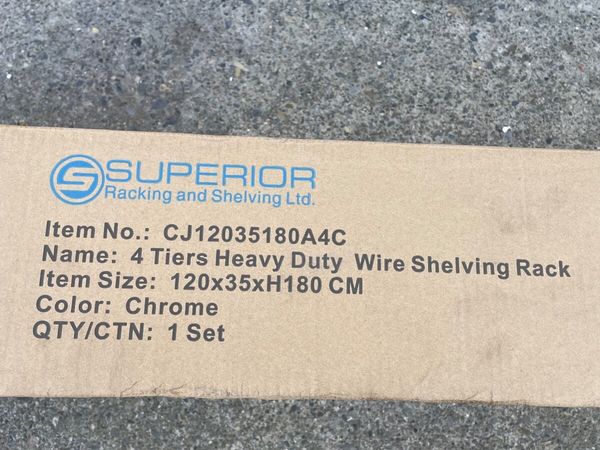 SUPERIOR
Racking and Shelving Ltd.
Item No.: CJ12035180A4C
Name: 4 Tiers Heavy Duty Wire Shelving Rack
Item Size: 120x35xH180 CM
Color: Chrome
QTY/CTN: 1 Set